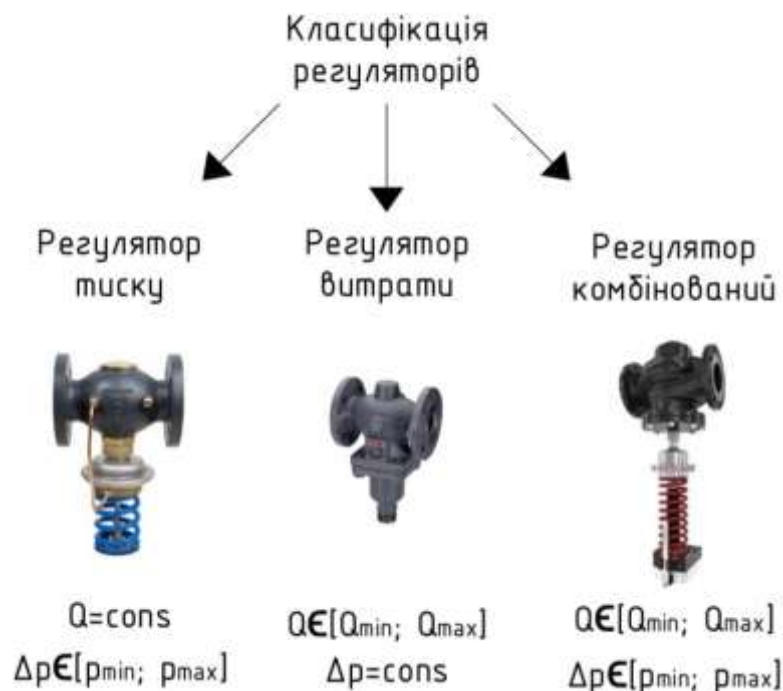 Класифікація
регуляторів
Регулятор
тиску
Регулятор
витрати
Регулятор
комбінований
Q=cons
Δp∈[pmin; pmax]
Q∈[Qmin; Qmax]
Δp=cons
Q∈[Qmin; Qmax]
Δp∈[pmin; pmax]